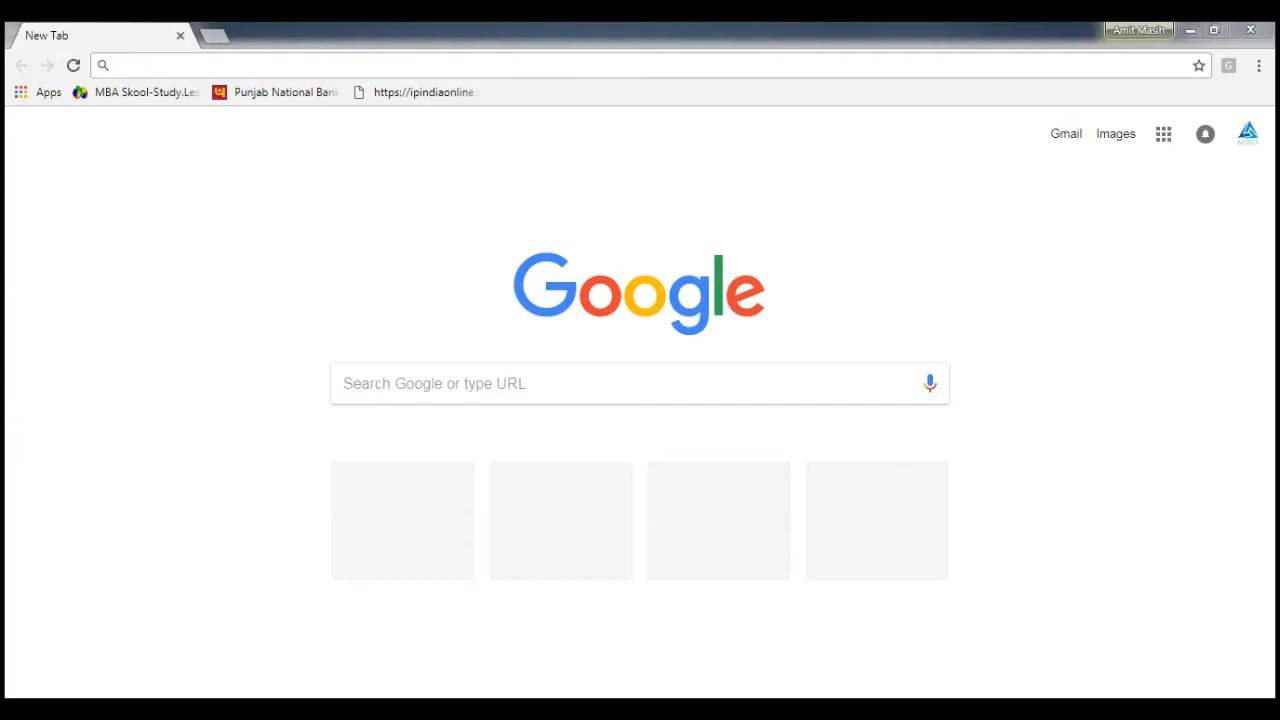 New Tab
Amit Masih
Apps MBA Skool-Study.Lea Punjab National Ban https://ipindiaonline.
Gmail Images
Google
Search Google or type URL